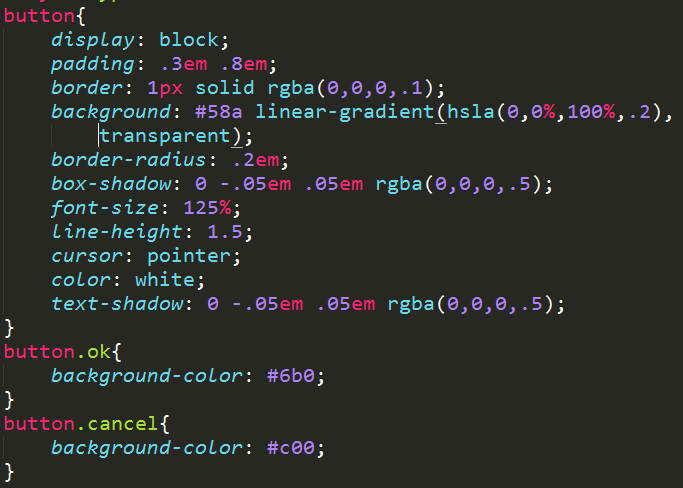 button{
    display: block;
    padding: .3em .8em;
    border: 1px solid rgba(0,0,0,.1);
    background: #58a linear-gradient(hsla(0,0%,100%,.2),
        transparent);
    border-radius: .2em;
    box-shadow: 0 -.05em .05em rgba(0,0,0,.5);
    font-size: 125%;
    line-height: 1.5;
    cursor: pointer;
    color: white;
    text-shadow: 0 -.05em .05em rgba(0,0,0,.5);
}
button.ok{
    background-color: #6b0;
}
button.cancel{
    background-color: #c00;
}